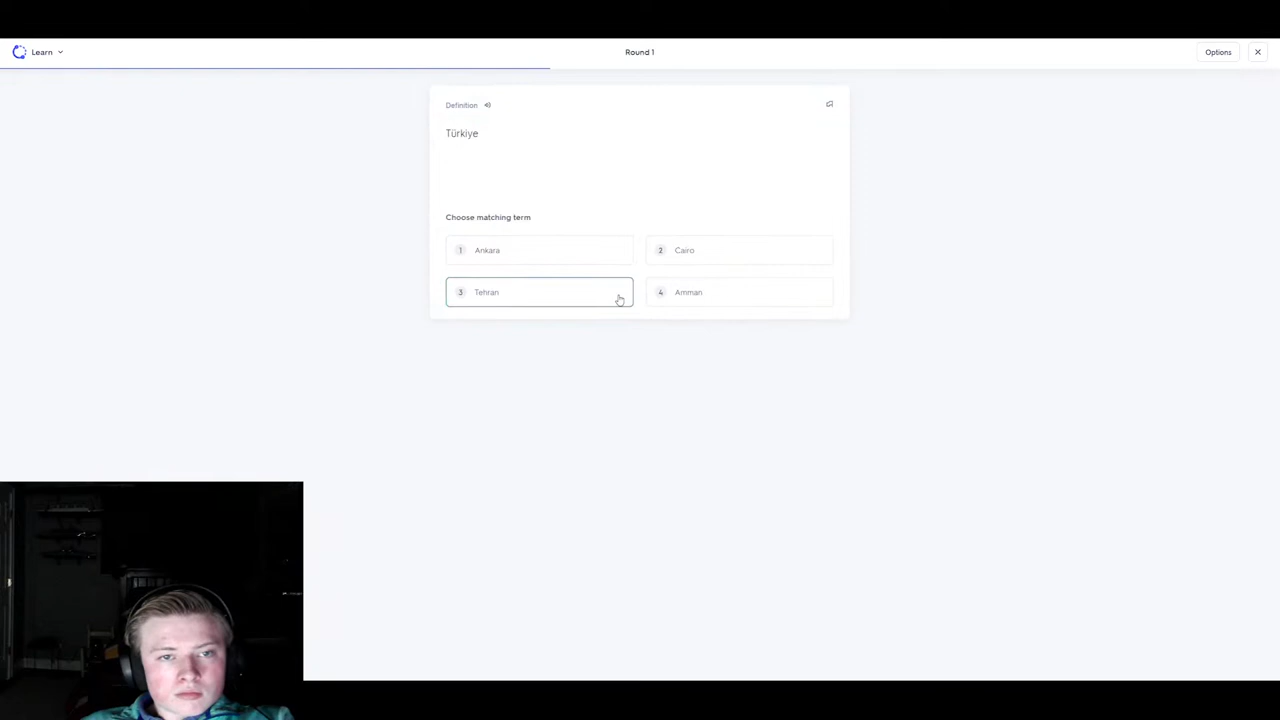 Learn
Round 1
Options
Definition
Türkiye
Choose matching term
1 Ankara
2 Cairo
3 Tehran
4 Amman